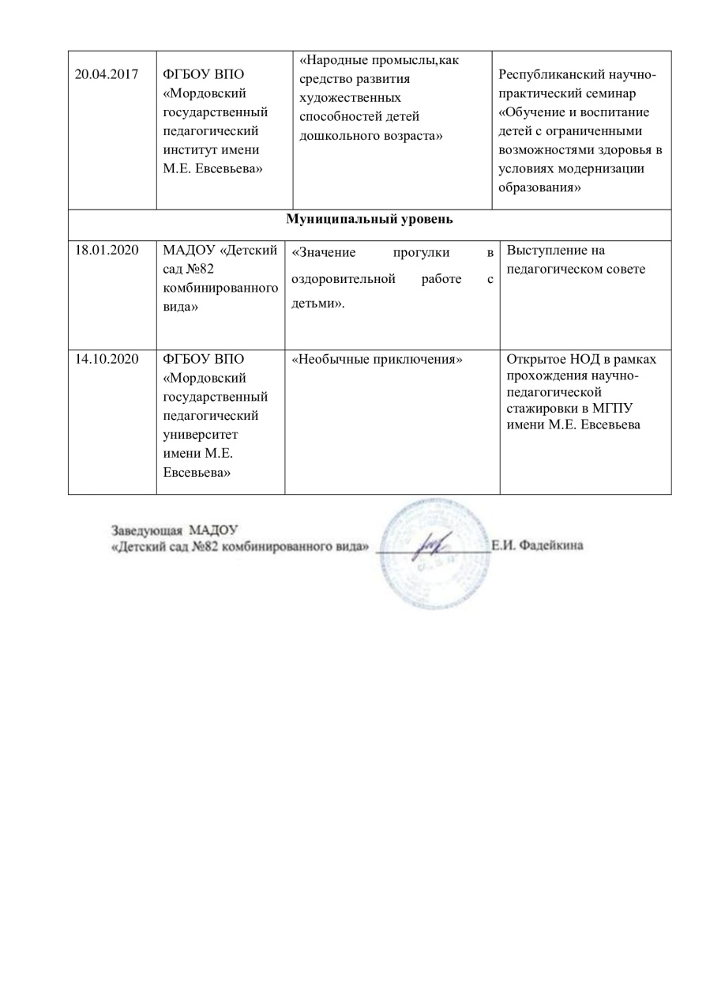 20.04.2017
ФГБОУ ВПО
«Мордовский
государственный
педагогический
институт имени
М.Е. Евсевьева»
«Народные промыслы,как
средство развития
художественных
способностей детей
дошкольного возраста»
Республиканский научно-
практический семинар
«Обучение и воспитание
детей с ограниченными
возможностями здоровья в
условиях модернизации
образования»
Муниципальный уровень
18.01.2020
МАДОУ «Детский
сад №82
комбинированного
вида»
«Значение прогулки в
оздоровительной работе с
детьми».
Выступление на
педагогическом совете
14.10.2020
ФГБОУ ВПО
«Мордовский
государственный
педагогический
университет
имени М.Е.
Евсевьева»
«Необычные приключения»
Открытое НОД в рамках
прохождения научно-
педагогической
стажировки в МГПУ
имени М.Е. Евсевьева
Заведующая МАДОУ
«Детский сад №82 комбинированного вида» Е.И. Фадейкина